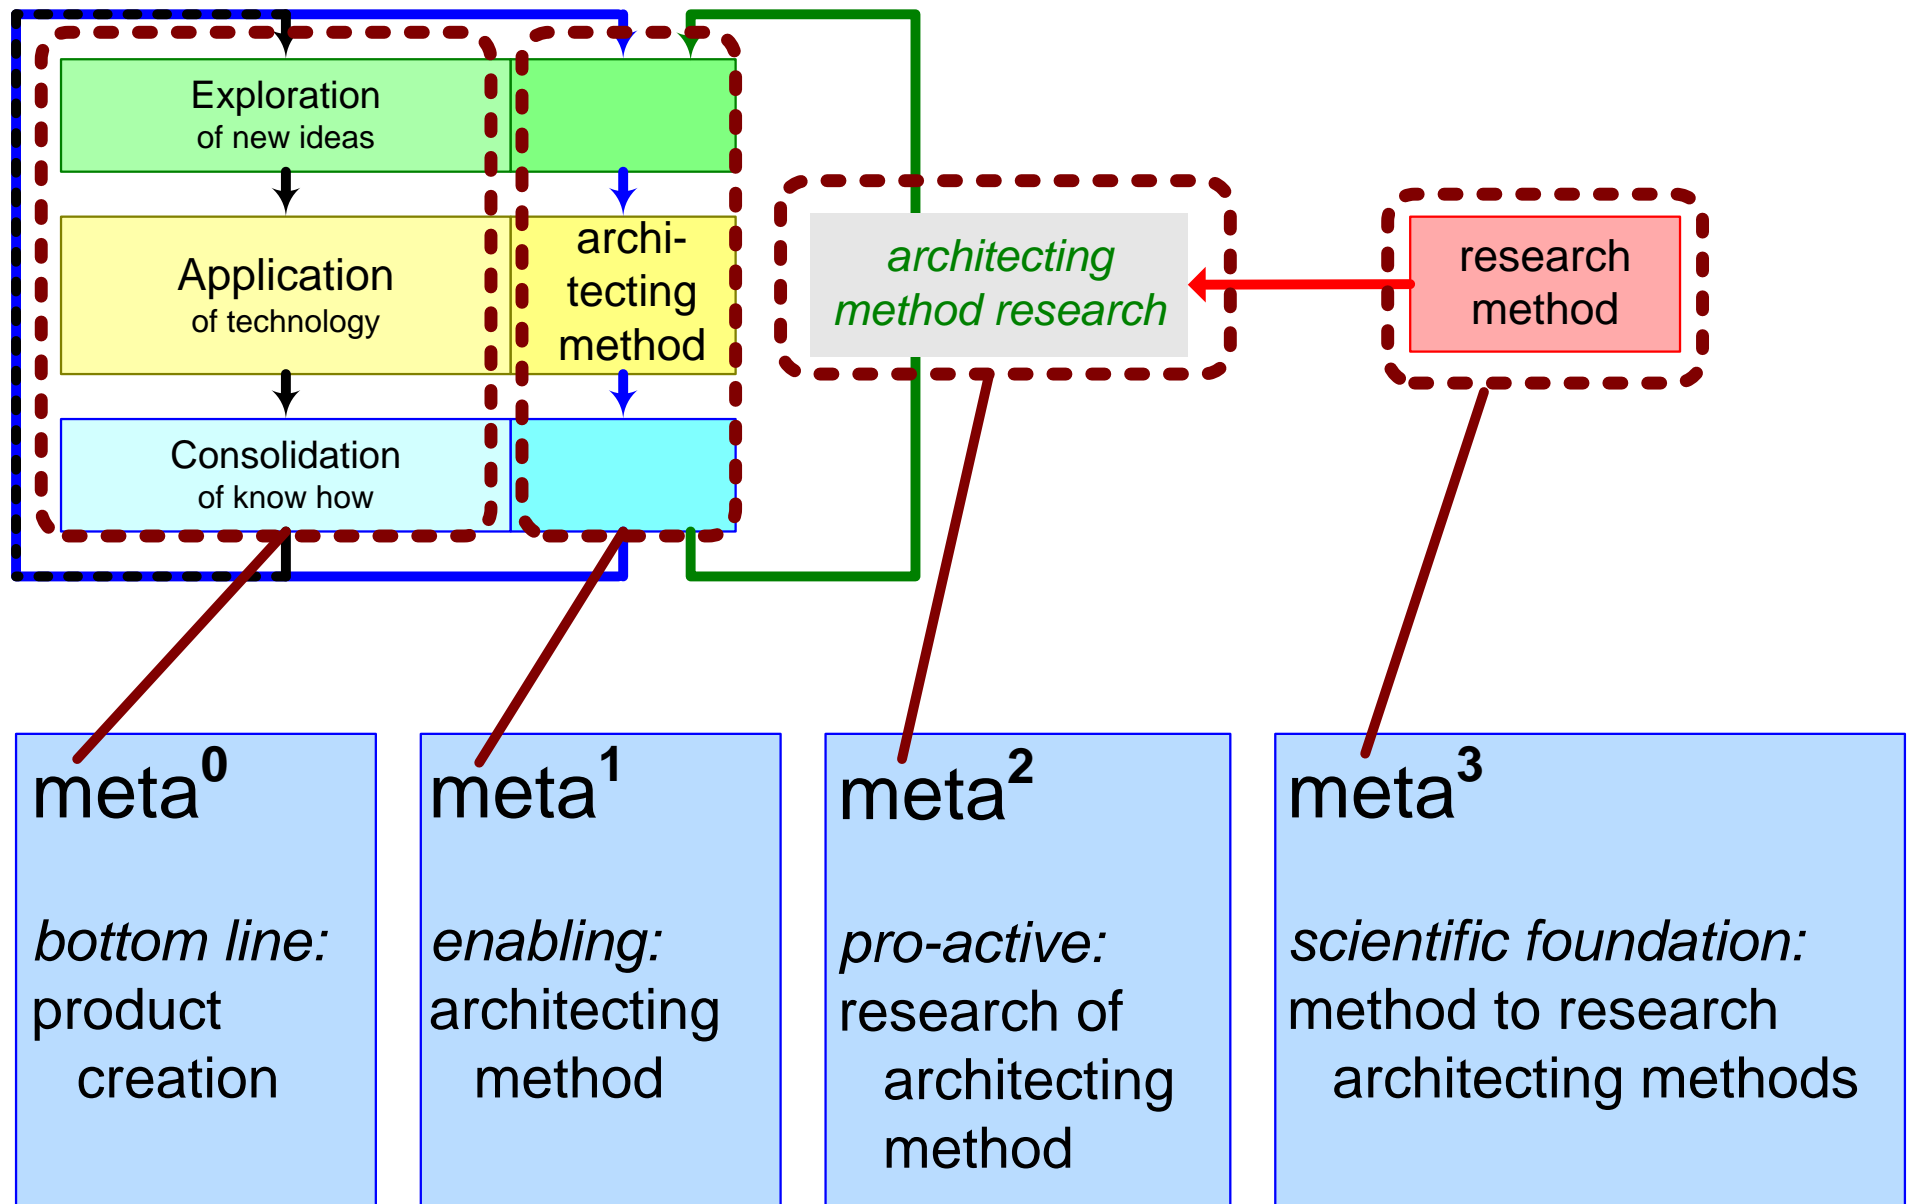 Exploration
of new ideas
Application
of technology
archi-
tecting
method
Consolidation
of know how
architecting
method research
research
method
meta⁰
bottom line:
product
creation
meta¹
enabling:
architecting
method
meta²
pro-active:
research of
architecting
method
meta³
scientific foundation:
method to research
architecting methods